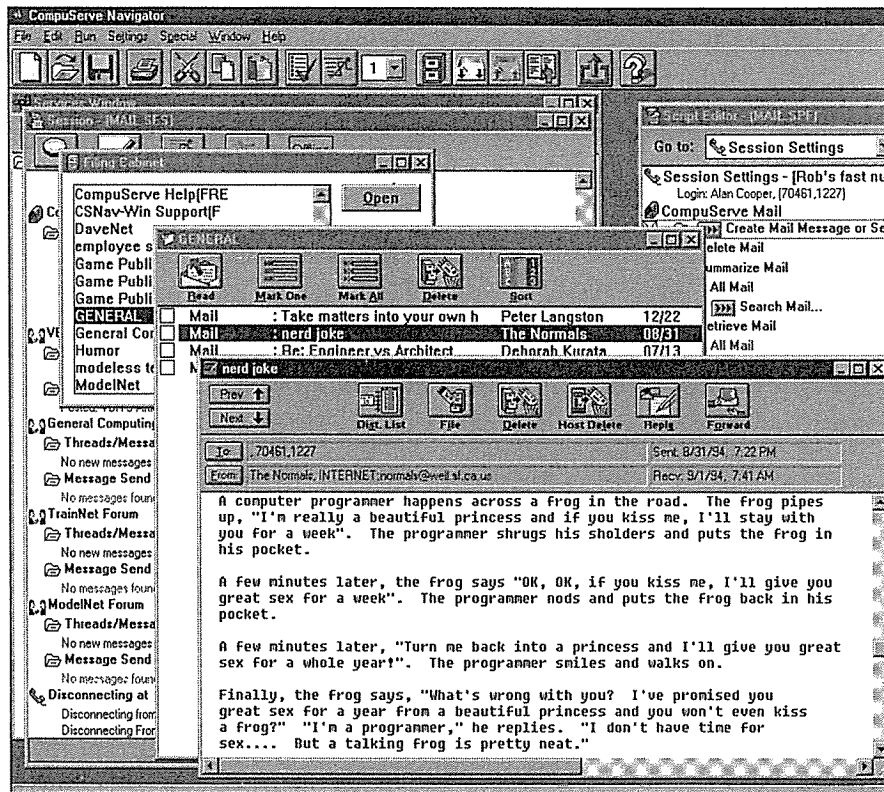 CompuServe Navigator
File Edit Run Settings Special Window Help
1
Services Window
Session - [MAIL.SES]
Filing Cabinet
CompuServe Help[FRE
CSNav-Win Support[F
DaveNet
employee s
Game Publi
Game Publi
Game Publi
GENERAL
General Cor
Humor
modeless te
ModelNet
Open
Script Editor - [MAIL.SPF]
Go to: Session Settings
Session Settings - [Rob's fast nu
Login: Alan Cooper, [70461,1227]
CompuServe Mail
Create Mail Message or Se
elete Mail
ummarize Mail
All Mail
Search Mail...
etrieve Mail
All Mail
GENERAL
Read Mark One Mark All Delete Sort
Mail : Take matters into your own h Peter Langston 12/22
Mail : nerd joke The Normals 08/31
Mail : Re: Engineer vs Architect Deborah Kurata 07/13
General Computing
Threads/Messa
No new messages
Message Send
No messages foun
TrainNet Forum
Threads/Messa
No new messages
Message Send
No messages foun
ModelNet Forum
Threads/Messa
No new messages
Message Send
No messages foun
Disconnecting at
Disconnecting from
Disconnecting From
nerd joke
Prev
Next
Dist. List File Delete Host Delete Reply Forward
To ,70461,1227 Sent: 8/31/94, 7:22 PM
From The Normals, INTERNET:normals@well.sf.ca.us Recv: 9/1/94, 7:41 AM
A computer programmer happens across a frog in the road. The frog pipes
up, "I'm really a beautiful princess and if you kiss me, I'll stay with
you for a week". The programmer shrugs his sholders and puts the frog in
his pocket.
A few minutes later, the frog says "OK, OK, if you kiss me, I'll give you
great sex for a week". The programmer nods and puts the frog back in his
pocket.
A few minutes later, "Turn me back into a princess and I'll give you great
sex for a whole year!". The programmer smiles and walks on.
Finally, the frog says, "What's wrong with you? I've promised you
great sex for a year from a beautiful princess and you won't even kiss
a frog?" "I'm a programmer," he replies. "I don't have time for
sex.... But a talking frog is pretty neat."